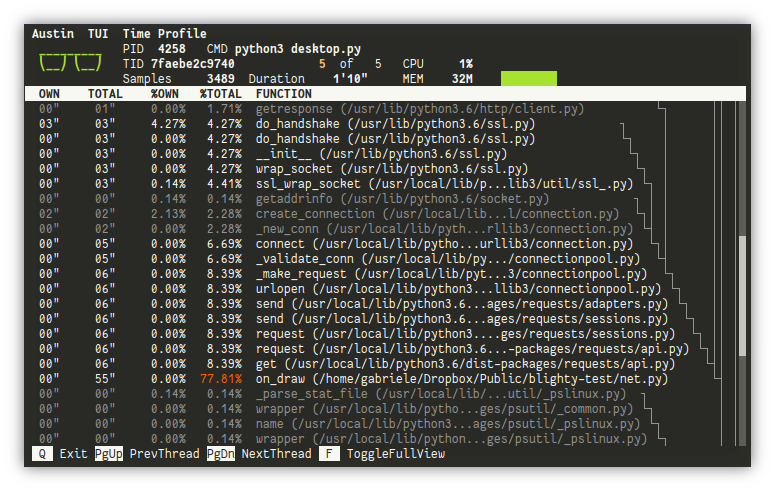 Austin TUI Time Profile
PID 4258 CMD python3 desktop.py
TID 7faebe2c9740 5 of 5 CPU 1%
Samples 3489 Duration 1'10" MEM 32M
OWN TOTAL %OWN %TOTAL FUNCTION
00" 01" 0.00% 1.71% getresponse (/usr/lib/python3.6/http/client.py)
03" 03" 4.27% 4.27% do_handshake (/usr/lib/python3.6/ssl.py)
00" 03" 0.00% 4.27% do_handshake (/usr/lib/python3.6/ssl.py)
00" 03" 0.00% 4.27% __init__ (/usr/lib/python3.6/ssl.py)
00" 03" 0.00% 4.27% wrap_socket (/usr/lib/python3.6/ssl.py)
00" 03" 0.14% 4.41% ssl_wrap_socket (/usr/local/lib/p...lib3/util/ssl_.py)
00" 00" 0.14% 0.14% getaddrinfo (/usr/lib/python3.6/socket.py)
02" 02" 2.13% 2.28% create_connection (/usr/local/lib...l/connection.py)
00" 02" 0.00% 2.28% _new_conn (/usr/local/lib/pyth...rllib3/connection.py)
00" 05" 0.00% 6.69% connect (/usr/local/lib/pytho...urllib3/connection.py)
00" 05" 0.00% 6.69% _validate_conn (/usr/local/lib/py.../connectionpool.py)
00" 06" 0.00% 8.39% _make_request (/usr/local/lib/pyt...3/connectionpool.py)
00" 06" 0.00% 8.39% urlopen (/usr/local/lib/python3...llib3/connectionpool.py)
00" 06" 0.00% 8.39% send (/usr/local/lib/python3.6...ages/requests/adapters.py)
00" 06" 0.00% 8.39% send (/usr/local/lib/python3.6...ages/requests/sessions.py)
00" 06" 0.00% 8.39% request (/usr/local/lib/python3....ges/requests/sessions.py)
00" 06" 0.00% 8.39% request (/usr/local/lib/python3.6...-packages/requests/api.py)
00" 06" 0.00% 8.39% get (/usr/local/lib/python3.6/dist-packages/requests/api.py)
00" 55" 0.00% 77.81% on_draw (/home/gabriele/Dropbox/Public/blighty-test/net.py)
00" 00" 0.14% 0.14% _parse_stat_file (/usr/local/lib/...util/_pslinux.py)
00" 00" 0.00% 0.14% wrapper (/usr/local/lib/pytho...ges/psutil/_common.py)
00" 00" 0.00% 0.14% name (/usr/local/lib/python3...ages/psutil/_pslinux.py)
00" 00" 0.00% 0.14% wrapper (/usr/local/lib/python...ges/psutil/_pslinux.py)
Q Exit PgUp PrevThread PgDn NextThread F ToggleFullView